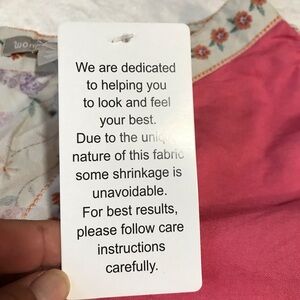 We are dedicated
to helping you
to look and feel
your best.
Due to the unique
nature of this fabric
some shrinkage is
unavoidable.
For best results,
please follow care
instructions
carefully.